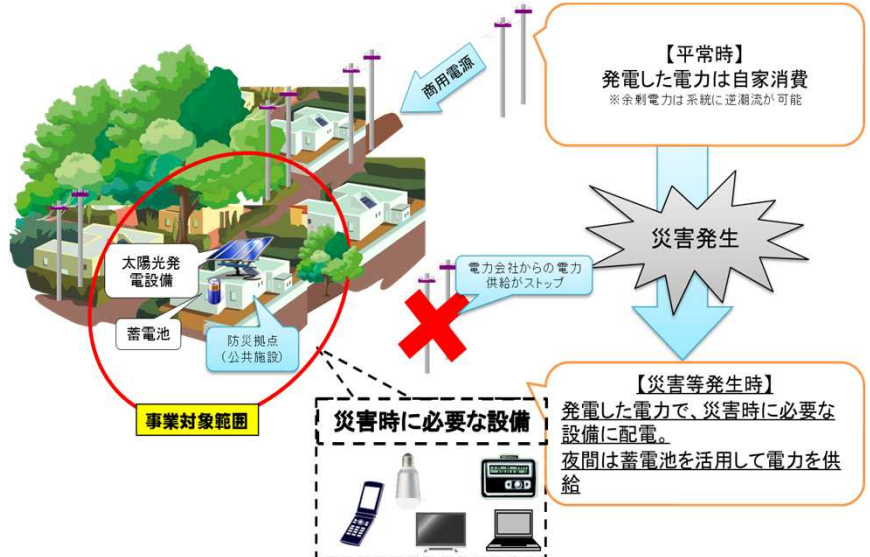 商用電源
【平常時】
発電した電力は自家消費
※余剰電力は系統に逆潮流が可能
災害発生
太陽光発
電設備
蓄電池
防災拠点
(公共施設)
電力会社からの電力
供給がストップ
事業対象範囲
災害時に必要な設備
【災害等発生時】
発電した電力で、災害時に必要な
設備に配電。
夜間は蓄電池を活用して電力を供
給